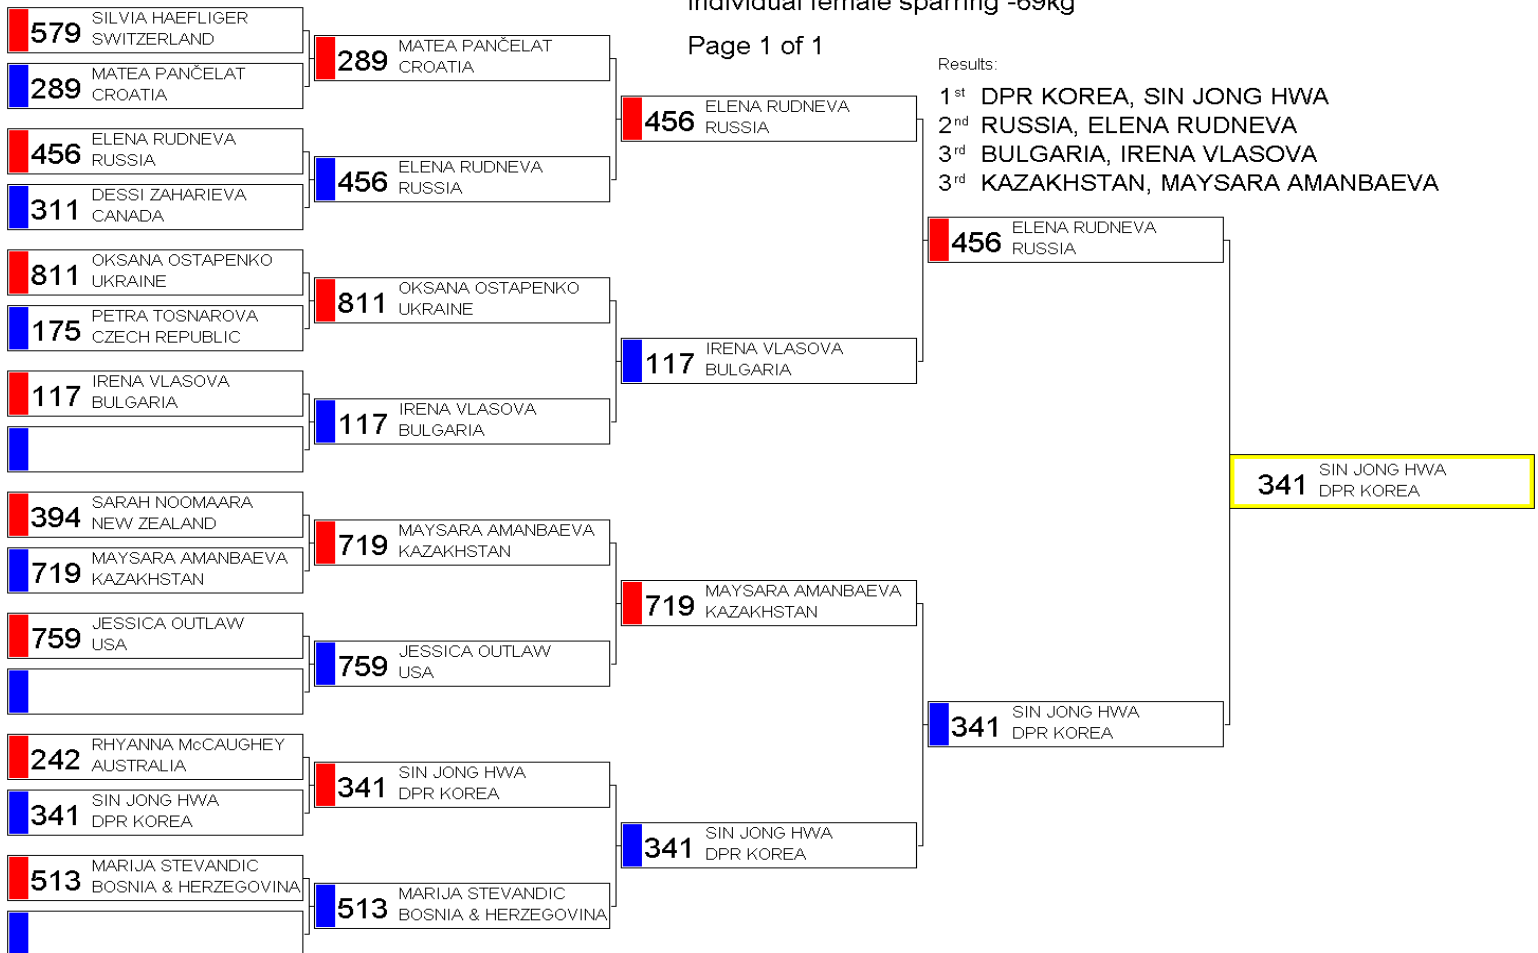 Individual female sparring -69kg
Page 1 of 1
Results:
1st DPR KOREA, SIN JONG HWA
2nd RUSSIA, ELENA RUDNEVA
3rd BULGARIA, IRENA VLASOVA
3rd KAZAKHSTAN, MAYSARA AMANBAEVA
579 SILVIA HAEFLIGER
SWITZERLAND
289 MATEA PANČELAT
CROATIA
456 ELENA RUDNEVA
RUSSIA
311 DESSI ZAHARIEVA
CANADA
811 OKSANA OSTAPENKO
UKRAINE
175 PETRA TOSNAROVA
CZECH REPUBLIC
117 IRENA VLASOVA
BULGARIA
394 SARAH NOOMAARA
NEW ZEALAND
719 MAYSARA AMANBAEVA
KAZAKHSTAN
759 JESSICA OUTLAW
USA
242 RHYANNA McCAUGHEY
AUSTRALIA
341 SIN JONG HWA
DPR KOREA
513 MARIJA STEVANDIC
BOSNIA & HERZEGOVINA
289 MATEA PANČELAT
CROATIA
456 ELENA RUDNEVA
RUSSIA
811 OKSANA OSTAPENKO
UKRAINE
117 IRENA VLASOVA
BULGARIA
719 MAYSARA AMANBAEVA
KAZAKHSTAN
759 JESSICA OUTLAW
USA
341 SIN JONG HWA
DPR KOREA
513 MARIJA STEVANDIC
BOSNIA & HERZEGOVINA
456 ELENA RUDNEVA
RUSSIA
117 IRENA VLASOVA
BULGARIA
719 MAYSARA AMANBAEVA
KAZAKHSTAN
341 SIN JONG HWA
DPR KOREA
456 ELENA RUDNEVA
RUSSIA
341 SIN JONG HWA
DPR KOREA
341 SIN JONG HWA
DPR KOREA